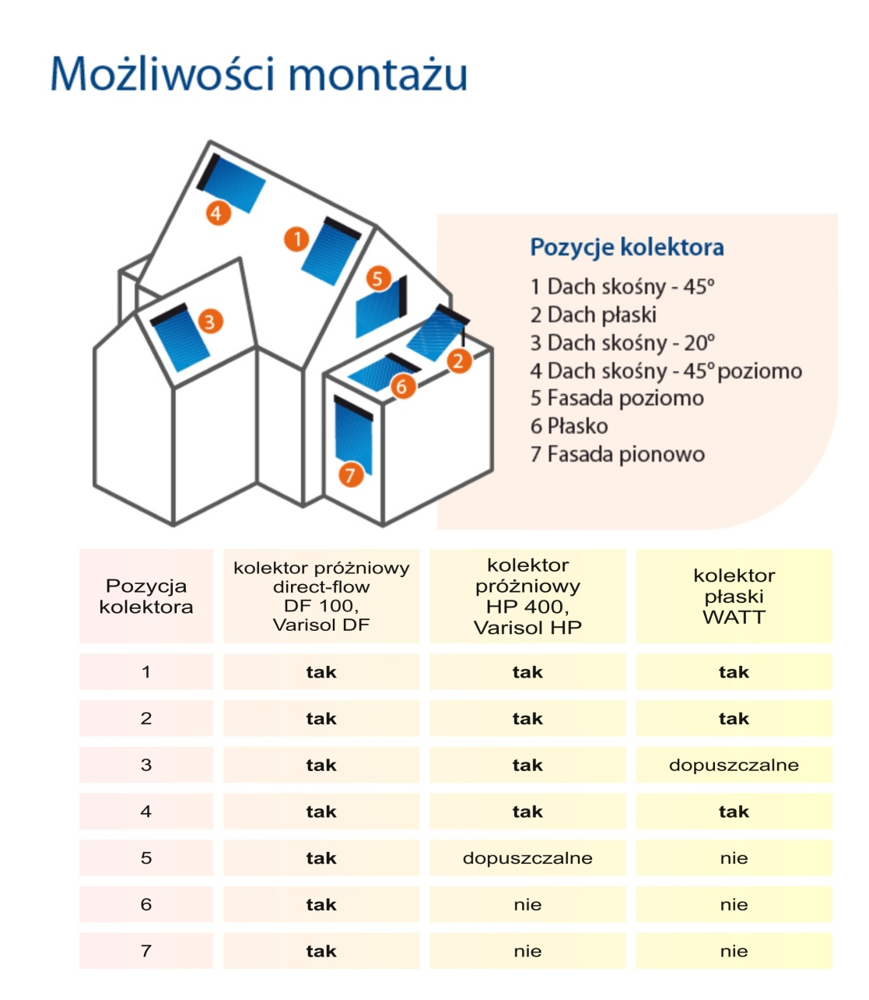 Możliwości montażu
4
1
5
3
2
6
7
Pozycje kolektora
1 Dach skośny - 45º
2 Dach płaski
3 Dach skośny - 20º
4 Dach skośny - 45º poziomo
5 Fasada poziomo
6 Płasko
7 Fasada pionowo
Pozycja
kolektora
kolektor próżniowy
direct-flow
DF 100,
Varisol DF
kolektor
próżniowy
HP 400,
Varisol HP
kolektor
płaski
WATT
1 tak tak tak
2 tak tak tak
3 tak tak dopuszczalne
4 tak tak tak
5 tak dopuszczalne nie
6 tak nie nie
7 tak nie nie